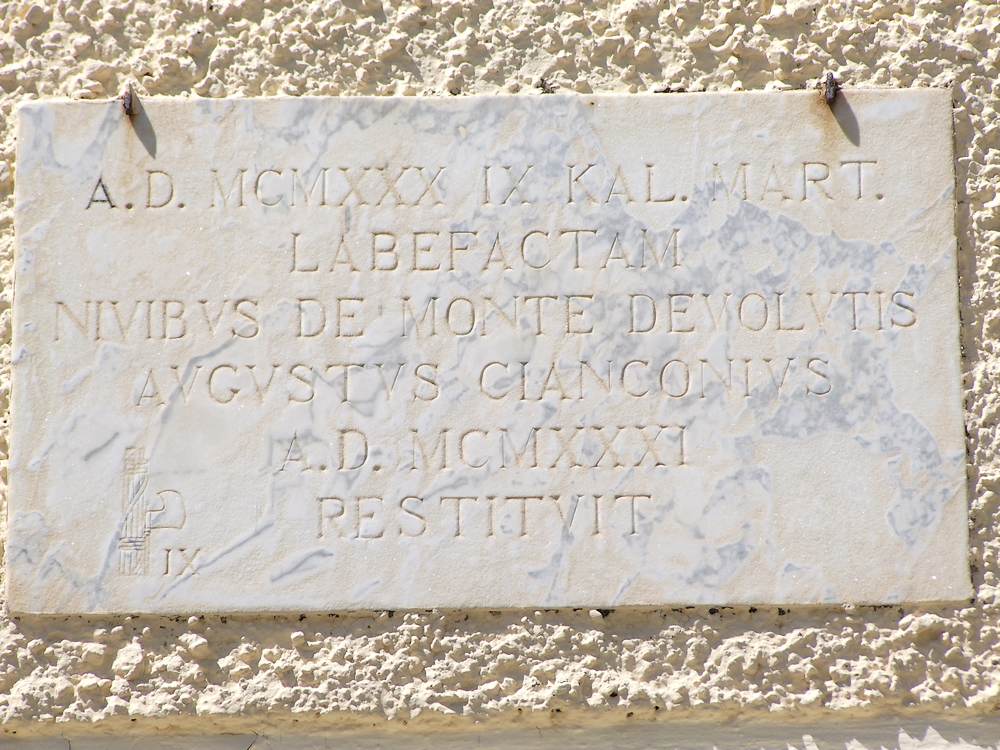 A.D. MCMXXX IX KAL. MART.
LABEFACTAM
NIVIBVS DE MONTE DEVOLVTIS
AVGVSTVS CIANCONIVS
A.D. MCMXXXI
RESTITVIT
IX